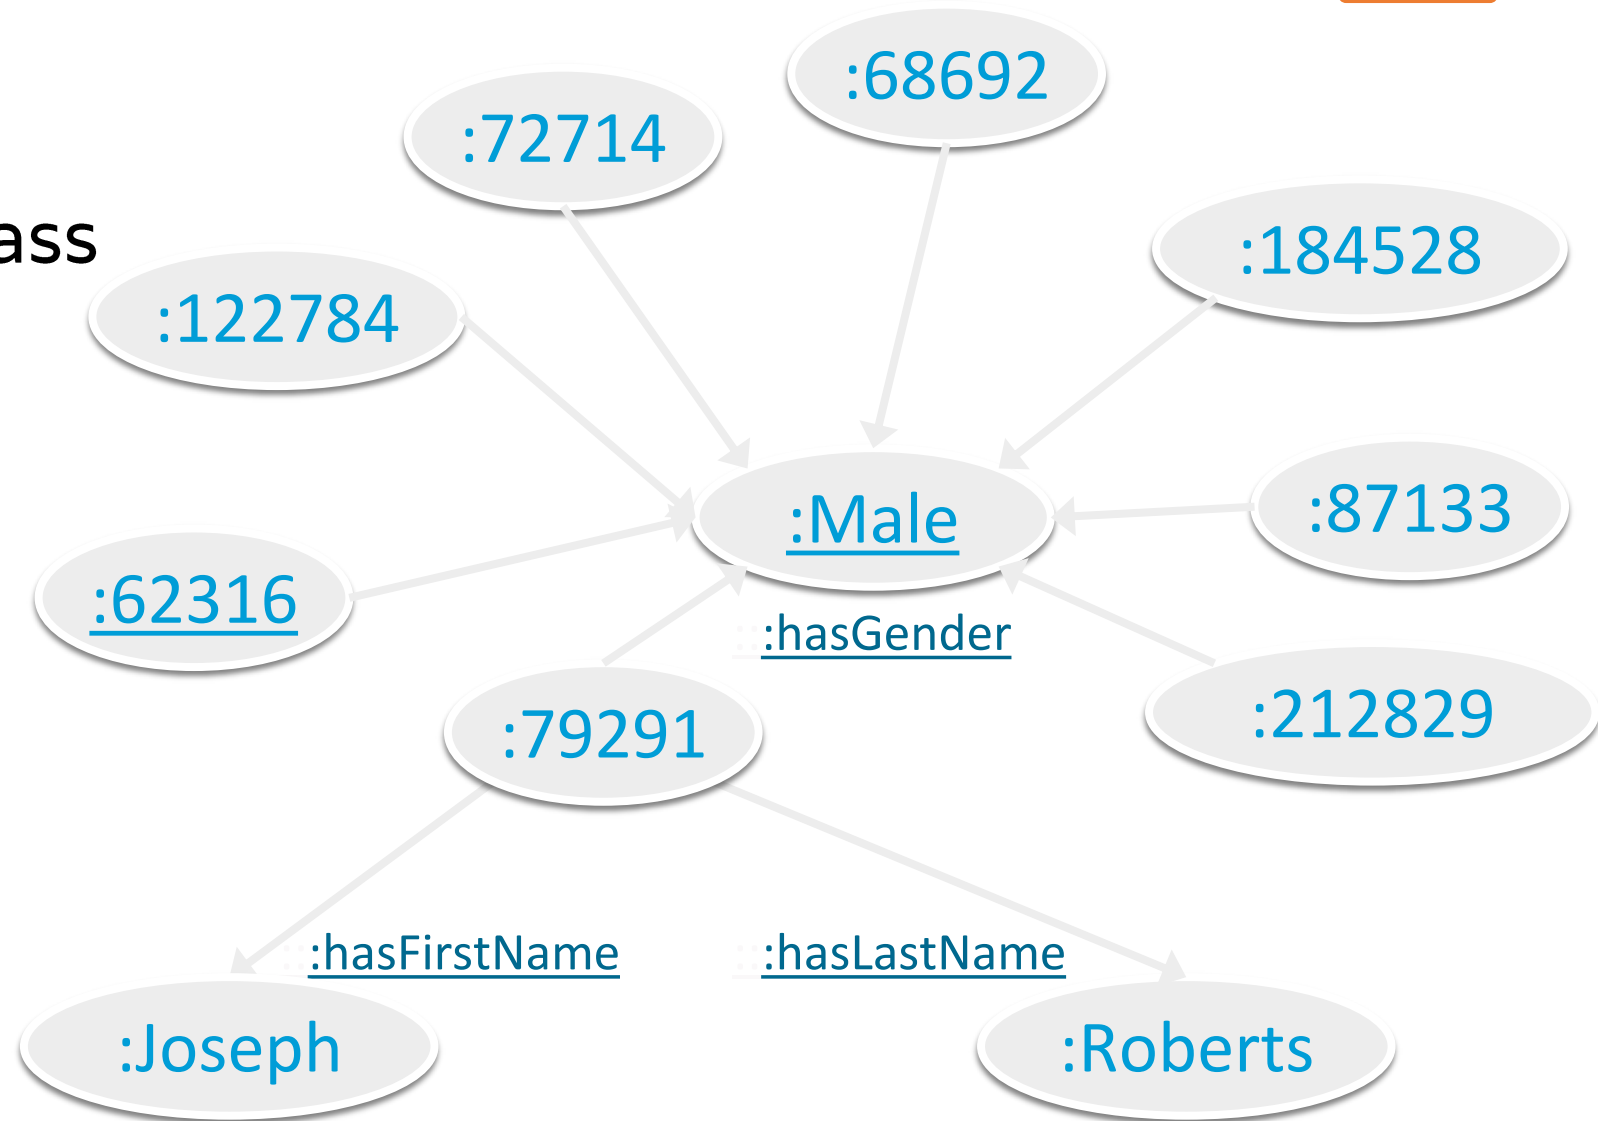 :68692
:72714
ass
:184528
:122784
:87133
:Male
:62316
:hasGender
:212829
:79291
:hasFirstName
:hasLastName
:Joseph
:Roberts